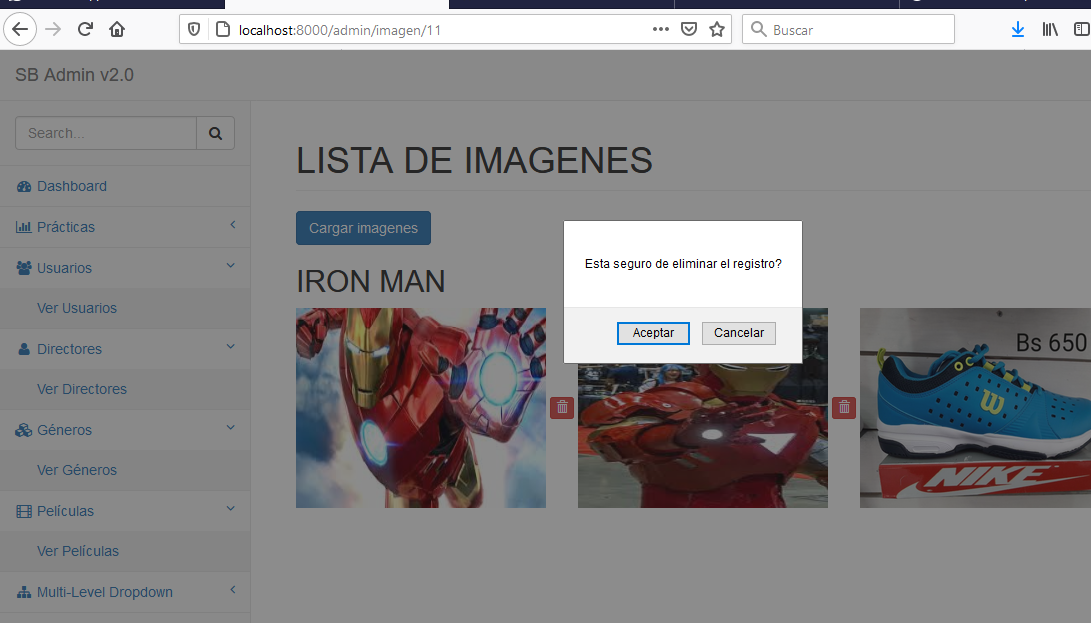 localhost:8000/admin/imagen/11
Buscar
SB Admin v2.0
Search...
Dashboard
Prácticas
Usuarios
Ver Usuarios
Directores
Ver Directores
Géneros
Ver Géneros
Películas
Ver Películas
Multi-Level Dropdown
LISTA DE IMAGENES
Cargar imagenes
IRON MAN
Esta seguro de eliminar el registro?
Aceptar
Cancelar
Bs 650
W
NIKE